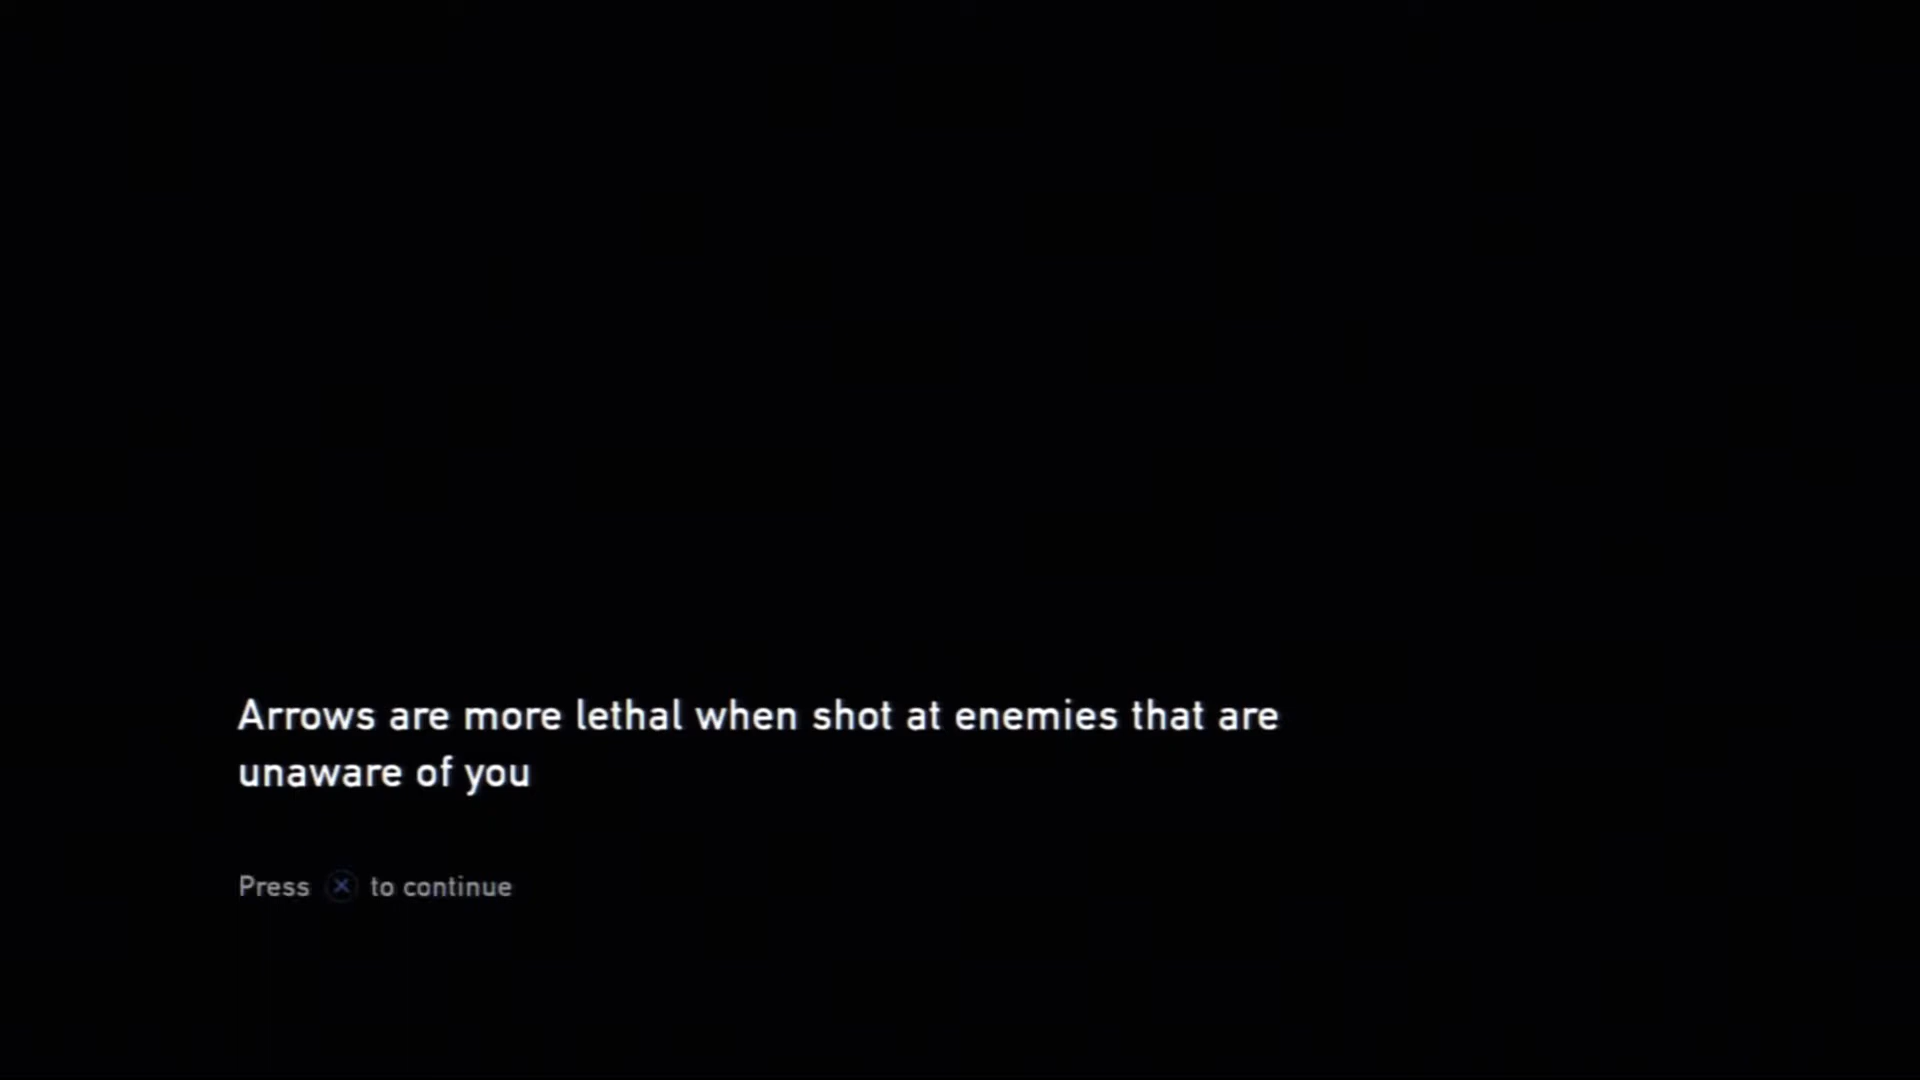 Arrows are more lethal when shot at enemies that are
unaware of you
Press ⓧ to continue